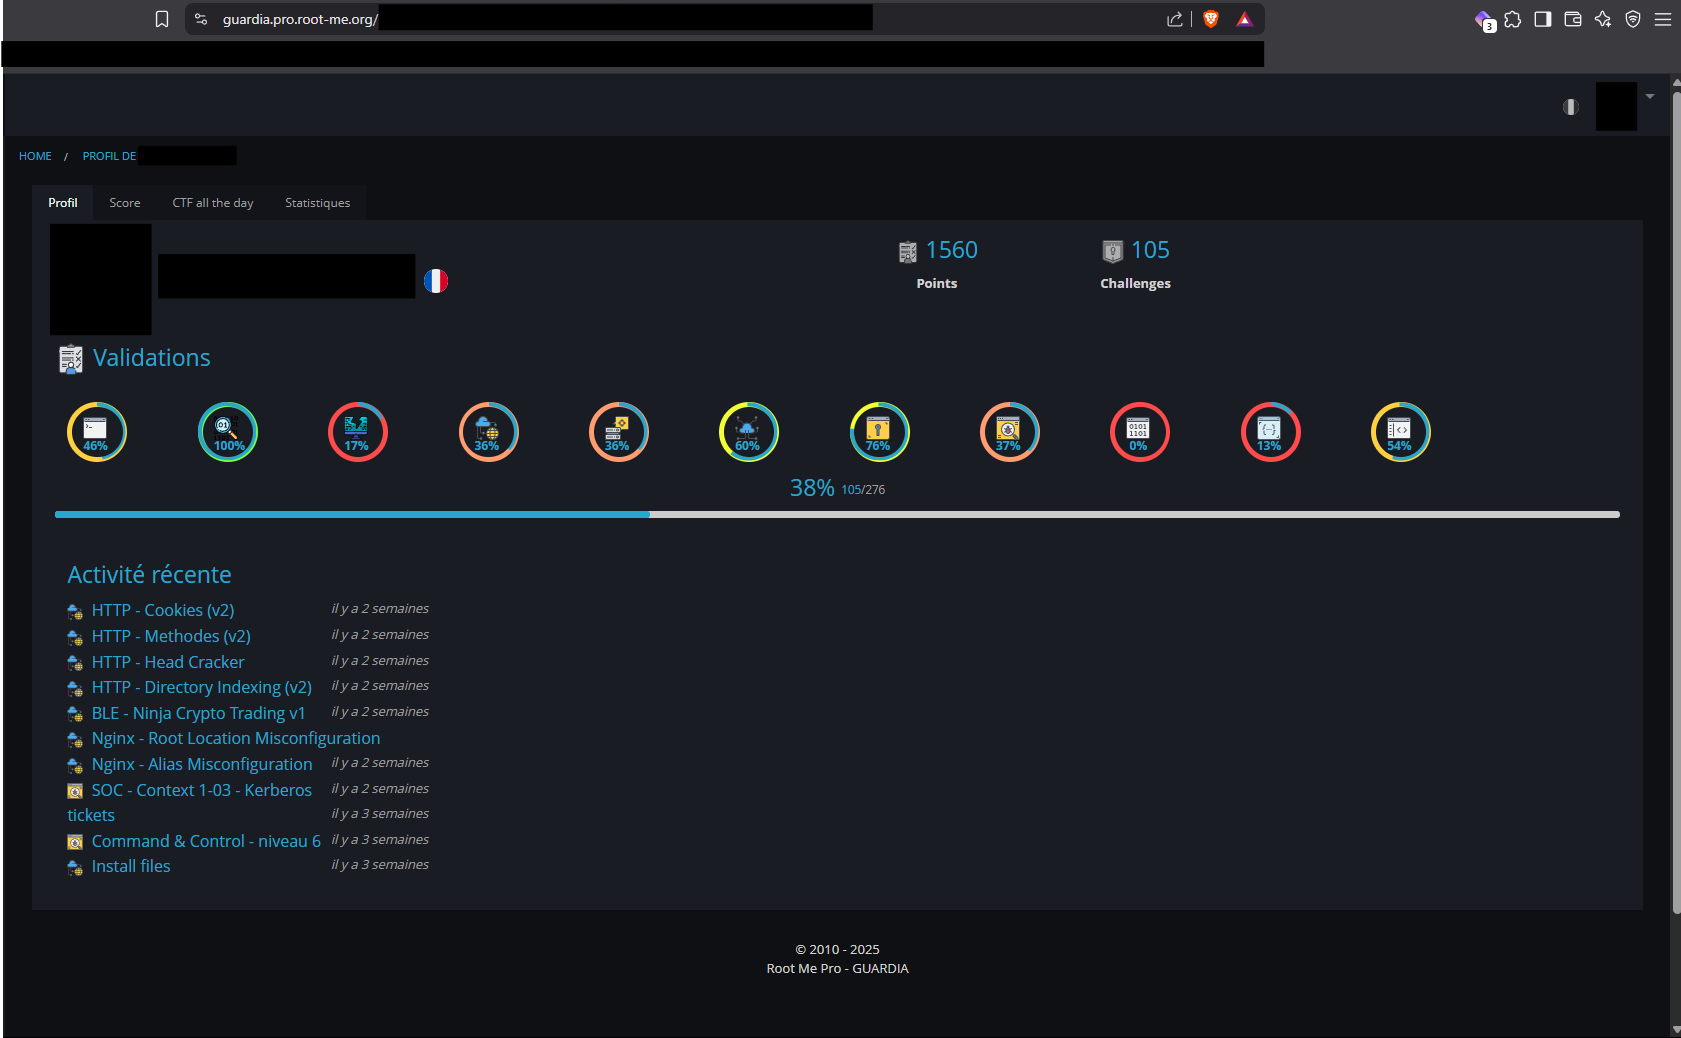 guardia.pro.root-me.org/
3
HOME / PROFIL DE
Profil Score CTF all the day Statistiques
1560 105
Points Challenges
Validations
46% 100% 17% 36% 36% 60% 76% 37% 0% 13% 54%
38% 105/276
Activité récente
HTTP - Cookies (v2) il y a 2 semaines
HTTP - Methodes (v2) il y a 2 semaines
HTTP - Head Cracker il y a 2 semaines
HTTP - Directory Indexing (v2) il y a 2 semaines
BLE - Ninja Crypto Trading v1 il y a 2 semaines
Nginx - Root Location Misconfiguration
Nginx - Alias Misconfiguration il y a 2 semaines
SOC - Context 1-03 - Kerberos il y a 2 semaines
tickets il y a 3 semaines
Command & Control - niveau 6 il y a 3 semaines
Install files il y a 3 semaines
© 2010 - 2025
Root Me Pro - GUARDIA